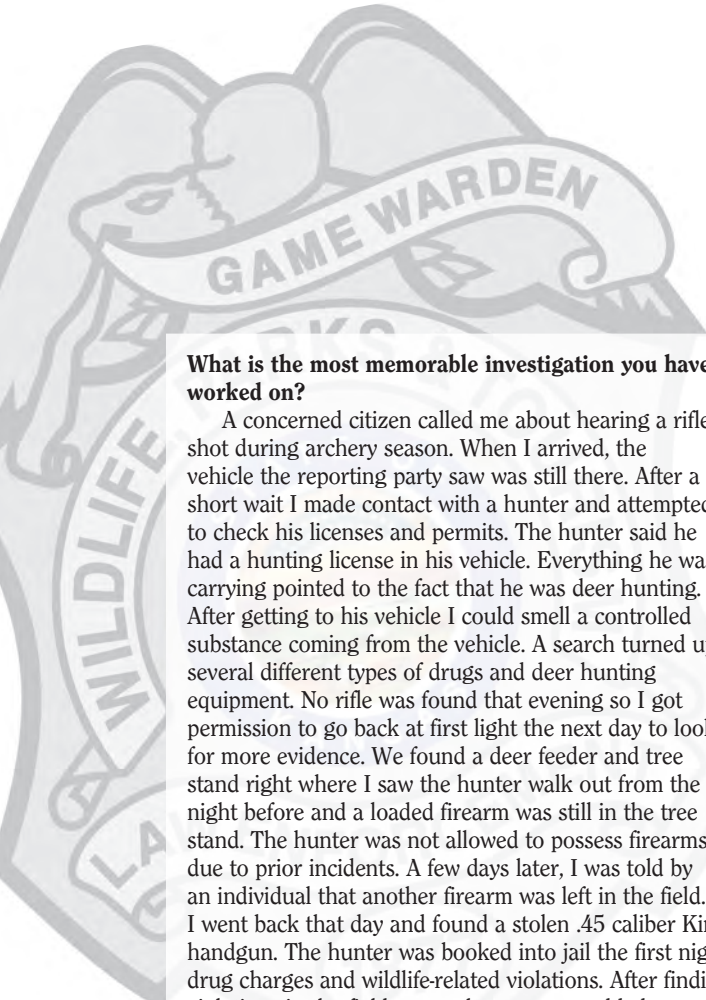 GAME WARDEN
WILDLIFE, PARKS &
What is the most memorable investigation you have
worked on?
A concerned citizen called me about hearing a rifle
shot during archery season. When I arrived, the
vehicle the reporting party saw was still there. After a
short wait I made contact with a hunter and attempted
to check his licenses and permits. The hunter said he
had a hunting license in his vehicle. Everything he wa
carrying pointed to the fact that he was deer hunting.
After getting to his vehicle I could smell a controlled
substance coming from the vehicle. A search turned u
several different types of drugs and deer hunting
equipment. No rifle was found that evening so I got
permission to go back at first light the next day to look
for more evidence. We found a deer feeder and tree
stand right where I saw the hunter walk out from the
night before and a loaded firearm was still in the tree
stand. The hunter was not allowed to possess firearms
due to prior incidents. A few days later, I was told by
an individual that another firearm was left in the field.
I went back that day and found a stolen .45 caliber Ki
handgun. The hunter was booked into jail the first nig
drug charges and wildlife-related violations. After findi